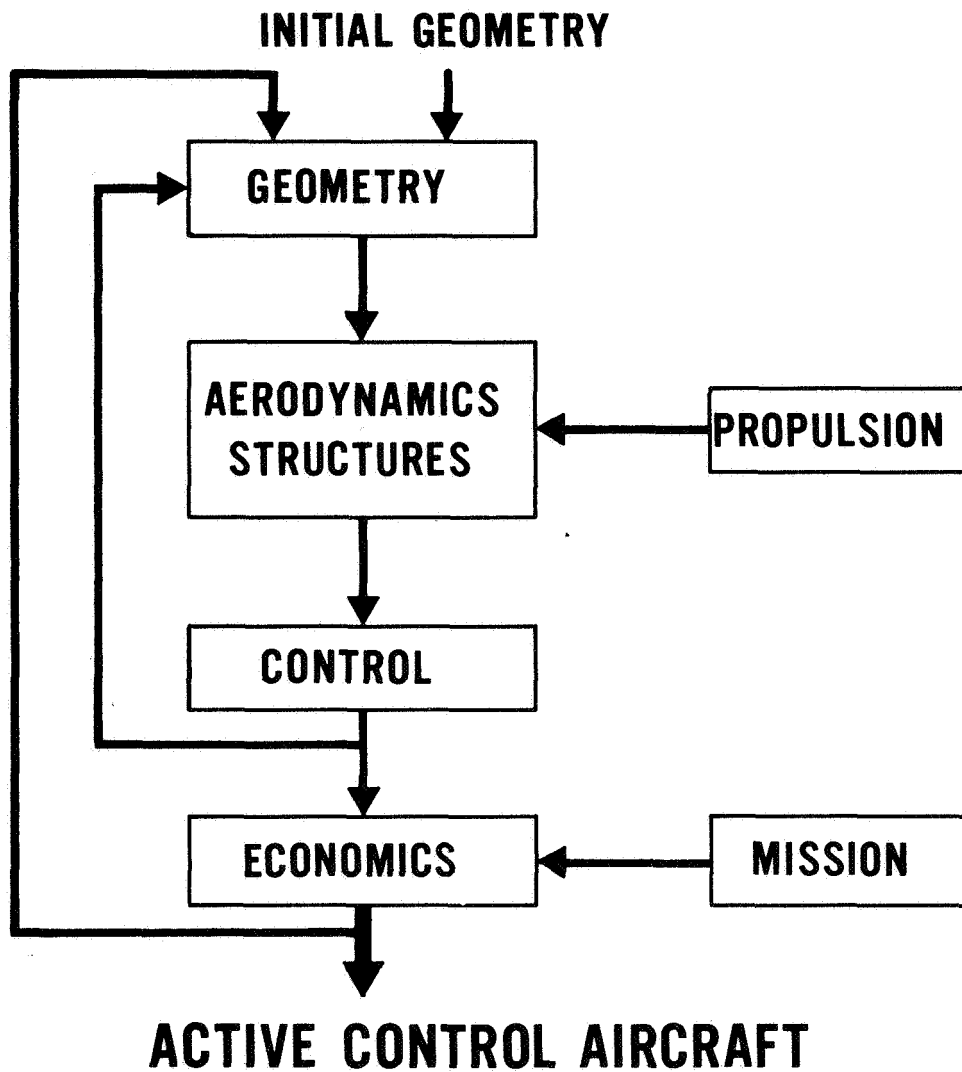 INITIAL GEOMETRY
GEOMETRY
AERODYNAMICS
STRUCTURES
PROPULSION
CONTROL
ECONOMICS
MISSION
ACTIVE CONTROL AIRCRAFT